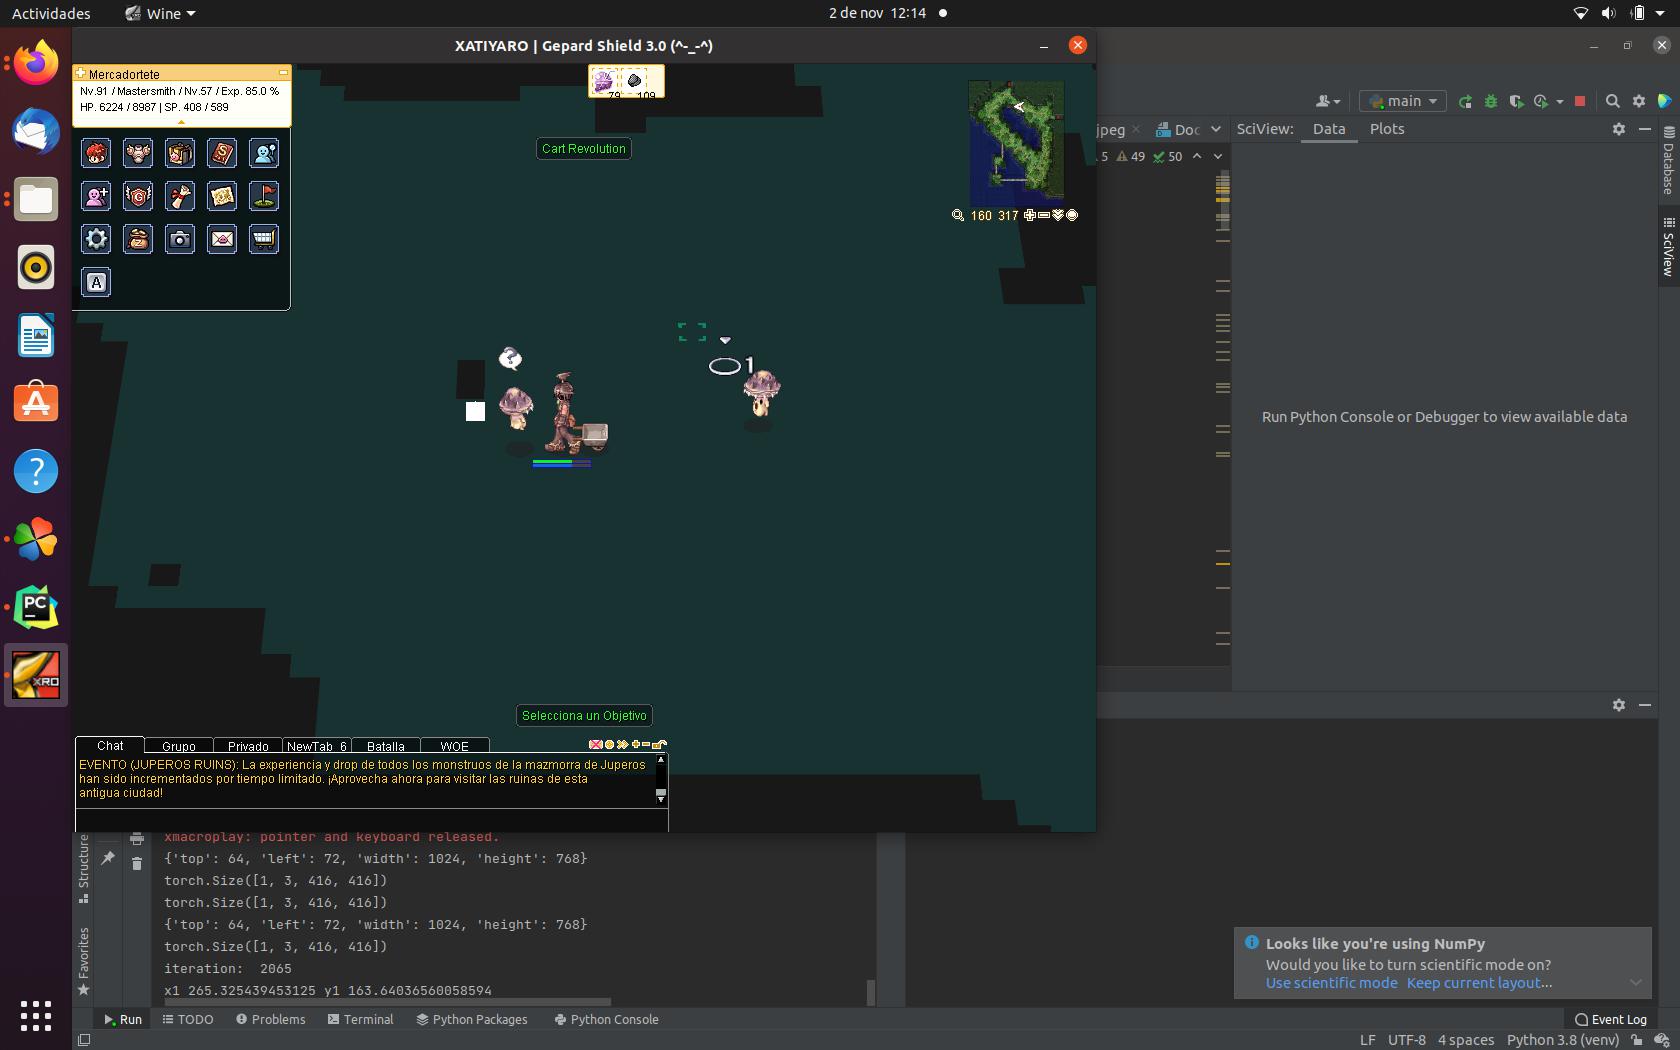 Actividades
Wine
2 de nov 12:14
XATIYARO | Gepard Shield 3.0 (^-_-^)
Mercadortete
Nv.91 / Mastersmith / Nv.57 / Exp. 85.0 %
HP. 6224 / 8987 | SP. 408 / 589
79 109
Cart Revolution
160 317
1
Selecciona un Objetivo
Chat Grupo Privado NewTab_6 Batalla WOE
EVENTO (JUPEROS RUINS): La experiencia y drop de todos los monstruos de la mazmorra de Juperos
han sido incrementados por tiempo limitado. ¡Aprovecha ahora para visitar las ruinas de esta
antigua ciudad!
A
XRO
PC
main
jpeg
Doc
5 49 50
SciView: Data Plots
Database
SciView
Run Python Console or Debugger to view available data
Structure
Favorites
xmacroplay: pointer and keyboard released.
{'top': 64, 'left': 72, 'width': 1024, 'height': 768}
torch.Size([1, 3, 416, 416])
torch.Size([1, 3, 416, 416])
{'top': 64, 'left': 72, 'width': 1024, 'height': 768}
torch.Size([1, 3, 416, 416])
iteration: 2065
x1 265.325439453125 y1 163.64036560058594
Looks like you're using NumPy
Would you like to turn scientific mode on?
Use scientific mode Keep current layout...
Run TODO Problems Terminal Python Packages Python Console
Event Log
LF UTF-8 4 spaces Python 3.8 (venv)